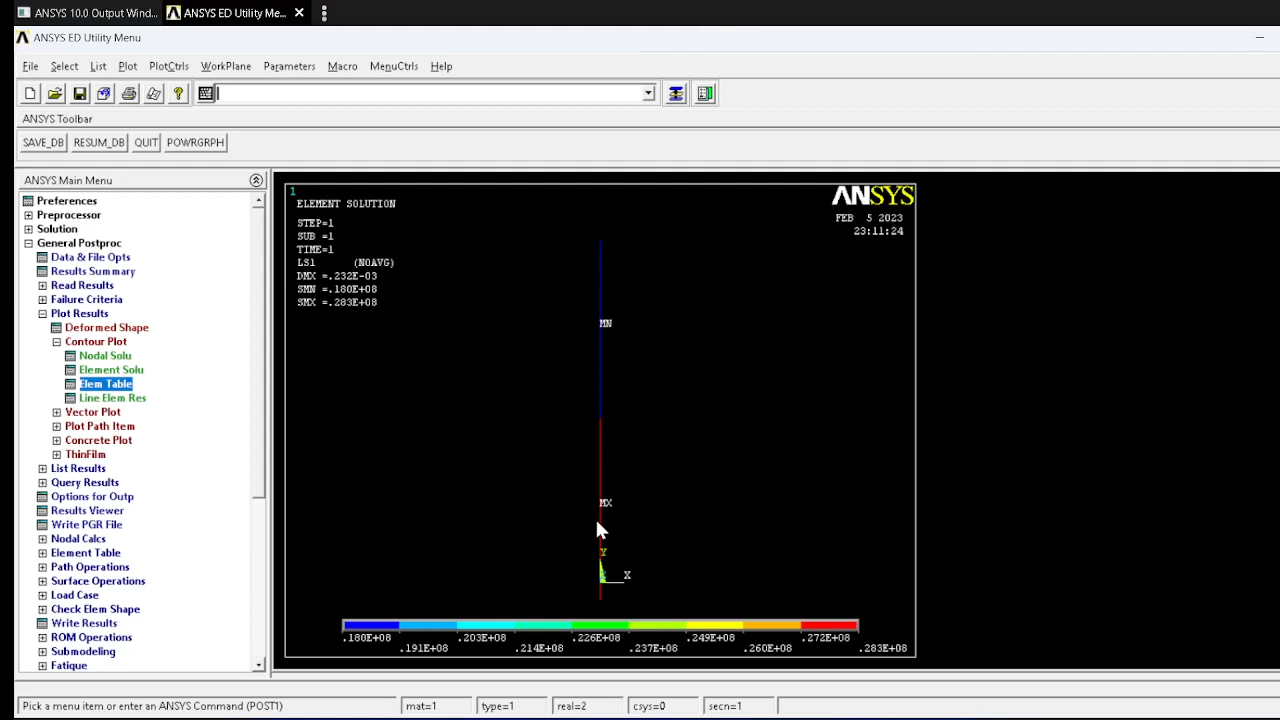 ANSYS 10.0 Output Wind...
ANSYS ED Utility Me...
ANSYS ED Utility Menu
File Select List Plot PlotCtrls WorkPlane Parameters Macro MenuCtrls Help
ANSYS Toolbar
SAVE_DB RESUM_DB QUIT POWRGRPH
ANSYS Main Menu
Preferences
Preprocessor
Solution
General Postproc
Data & File Opts
Results Summary
Read Results
Failure Criteria
Plot Results
Deformed Shape
Contour Plot
Nodal Solu
Element Solu
Elem Table
Line Elem Res
Vector Plot
Plot Path Item
Concrete Plot
ThinFilm
List Results
Query Results
Options for Outp
Results Viewer
Write PGR File
Nodal Calcs
Element Table
Path Operations
Surface Operations
Load Case
Check Elem Shape
Write Results
ROM Operations
Submodeling
Fatigue
1
ELEMENT SOLUTION
STEP=1
SUB =1
TIME=1
LS1 (NOAVG)
DMX =.232E-03
SMN =.180E+08
SMX =.283E+08
ANSYS
FEB 5 2023
23:11:24
MN
MX
Y
X
.180E+08 .203E+08 .226E+08 .249E+08 .272E+08
.191E+08 .214E+08 .237E+08 .260E+08 .283E+08
Pick a menu item or enter an ANSYS Command (POST1) mat=1 type=1 real=2 csys=0 secn=1